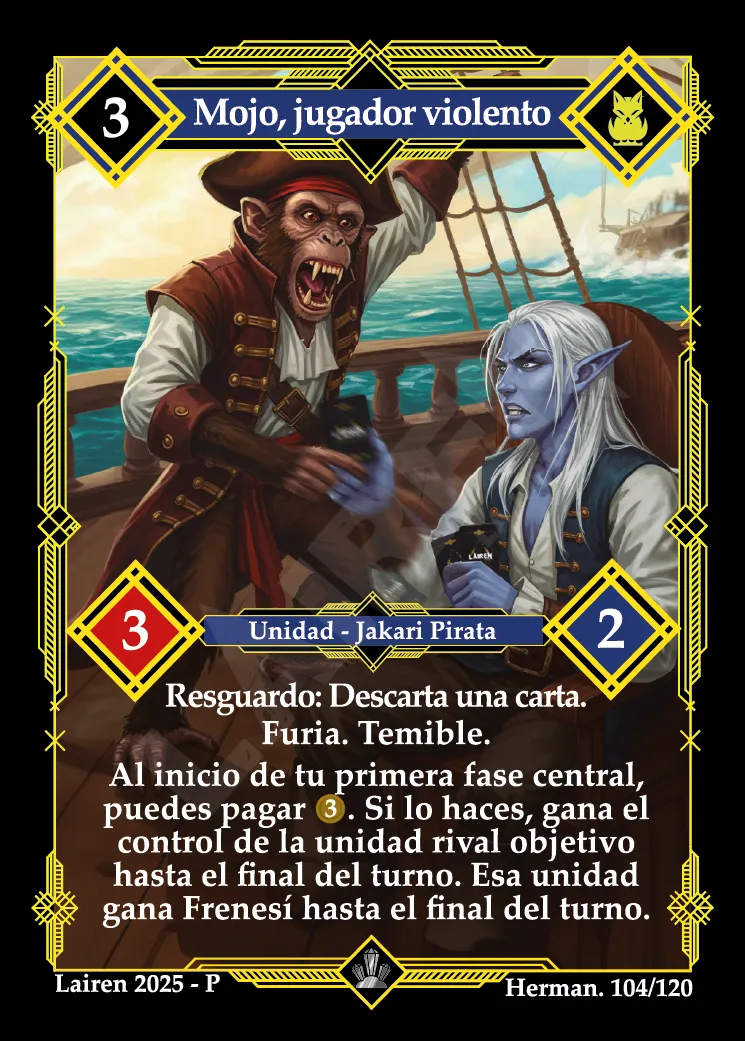 3
Mojo, jugador violento
LAIREN
3
Unidad - Jakari Pirata
2
Resguardo: Descarta una carta.
Furia. Temible.
Al inicio de tu primera fase central,
puedes pagar 3. Si lo haces, gana el
control de la unidad rival objetivo
hasta el final del turno. Esa unidad
gana Frenesí hasta el final del turno.
Lairen 2025 - P
Herman. 104/120